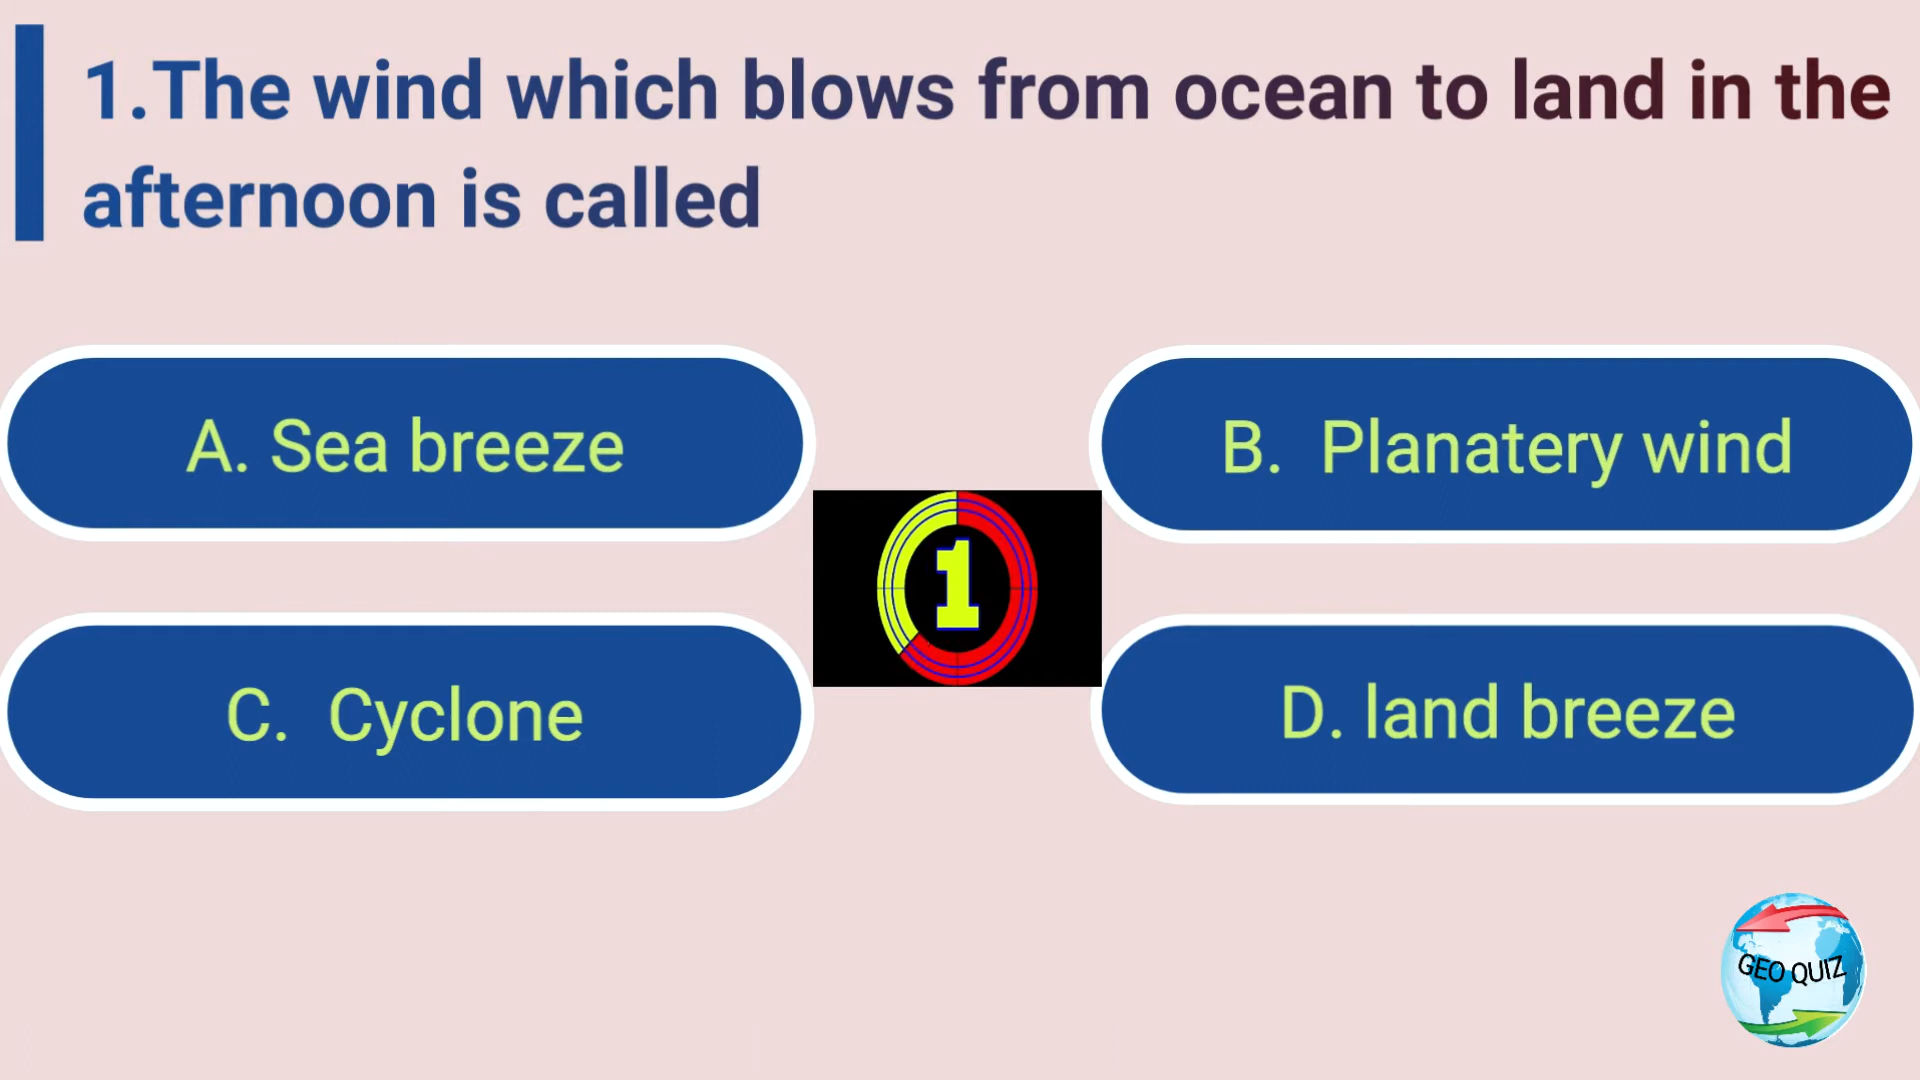 1.The wind which blows from ocean to land in the
afternoon is called
A. Sea breeze
B. Planatery wind
1
C. Cyclone
D. land breeze
GEO QUIZ